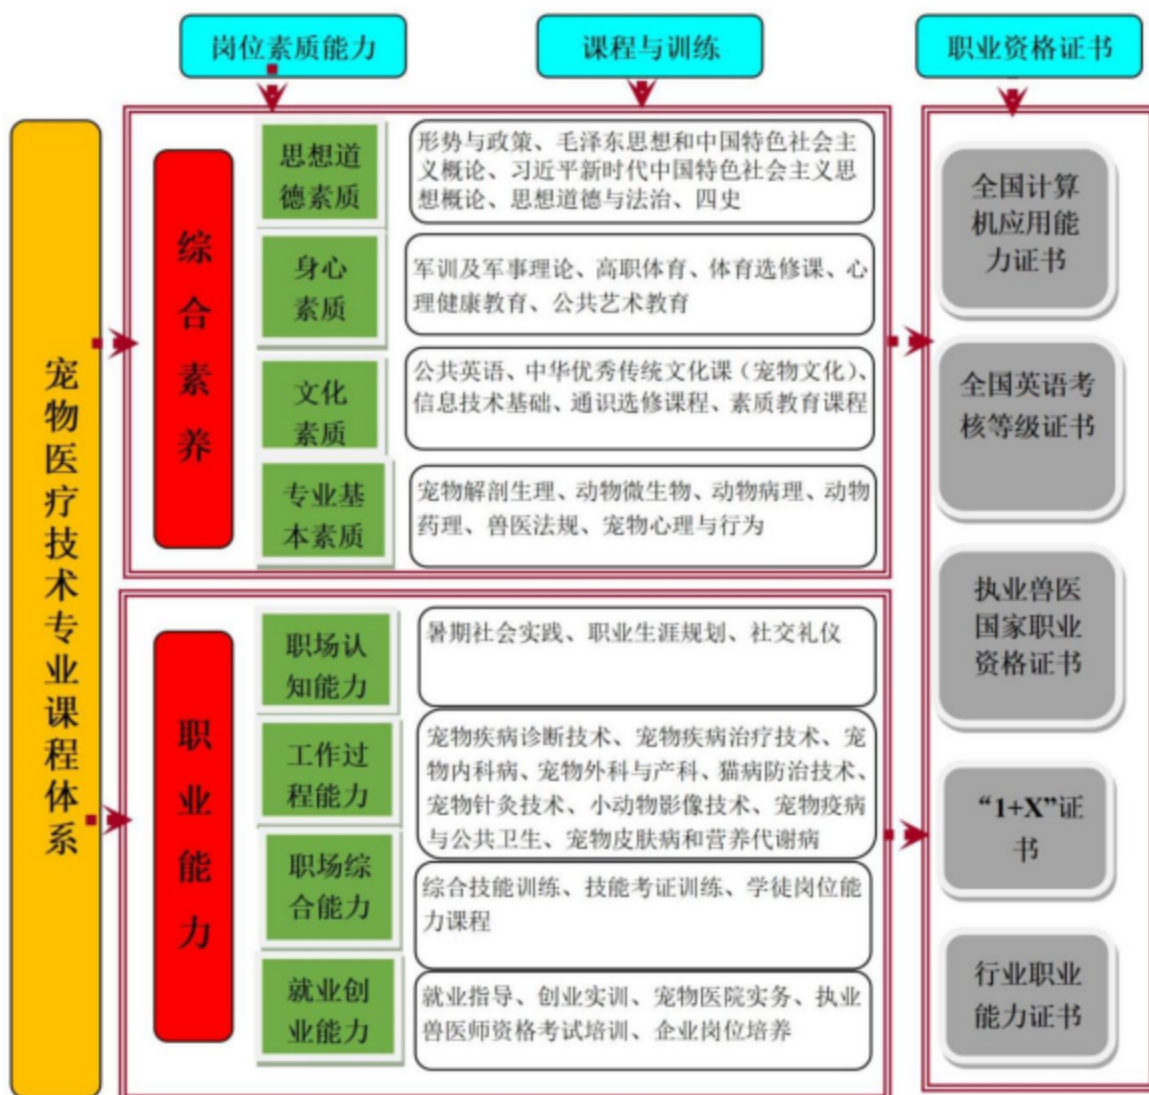 岗位素质能力
课程与训练
职业资格证书
宠物医疗技术专业课程体系
综合素养
思想道
德素质
形势与政策、毛泽东思想和中国特色社会主
义概论、习近平新时代中国特色社会主义思
想概论、思想道德与法治、四史
身心
素质
军训及军事理论、高职体育、体育选修课、心
理健康教育、公共艺术教育
文化
素质
公共英语、中华优秀传统文化课（宠物文化）、
信息技术基础、通识选修课程、素质教育课程
专业基
本素质
宠物解剖生理、动物微生物、动物病理、动物
药理、兽医法规、宠物心理与行为
职业能力
职场认
知能力
暑期社会实践、职业生涯规划、社交礼仪
工作过
程能力
宠物疾病诊断技术、宠物疾病治疗技术、宠
物内科病、宠物外科与产科、猫病防治技术、
宠物针灸技术、小动物影像技术、宠物疫病
与公共卫生、宠物皮肤病和营养代谢病
职场综
合能力
综合技能训练、技能考证训练、学徒岗位能
力课程
就业创
业能力
就业指导、创业实训、宠物医院实务、执业
兽医师资格考试培训、企业岗位培养
全国计算
机应用能
力证书
全国英语考
核等级证书
执业兽医
国家职业
资格证书
“1+X”证
书
行业职业
能力证书